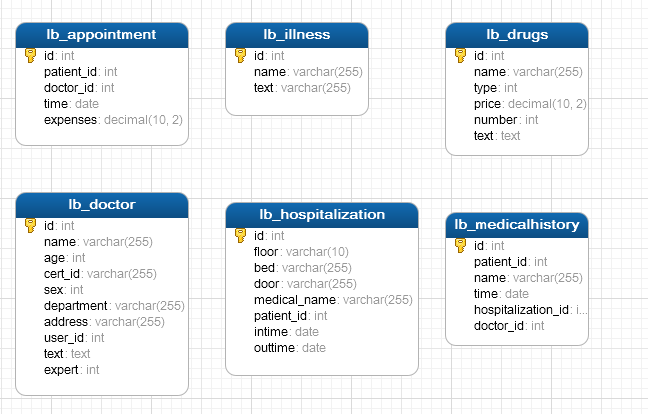 lb_appointment
id: int
patient_id: int
doctor_id: int
time: date
expenses: decimal(10, 2)
lb_illness
id: int
name: varchar(255)
text: varchar(255)
lb_drugs
id: int
name: varchar(255)
type: int
price: decimal(10, 2)
number: int
text: text
lb_doctor
id: int
name: varchar(255)
age: int
cert_id: varchar(255)
sex: int
department: varchar(255)
address: varchar(255)
user_id: int
text: text
expert: int
lb_hospitalization
id: int
floor: varchar(10)
bed: varchar(255)
door: varchar(255)
medical_name: varchar(255)
patient_id: int
intime: date
outtime: date
lb_medicalhistory
id: int
patient_id: int
name: varchar(255)
time: date
hospitalization_id: i...
doctor_id: int